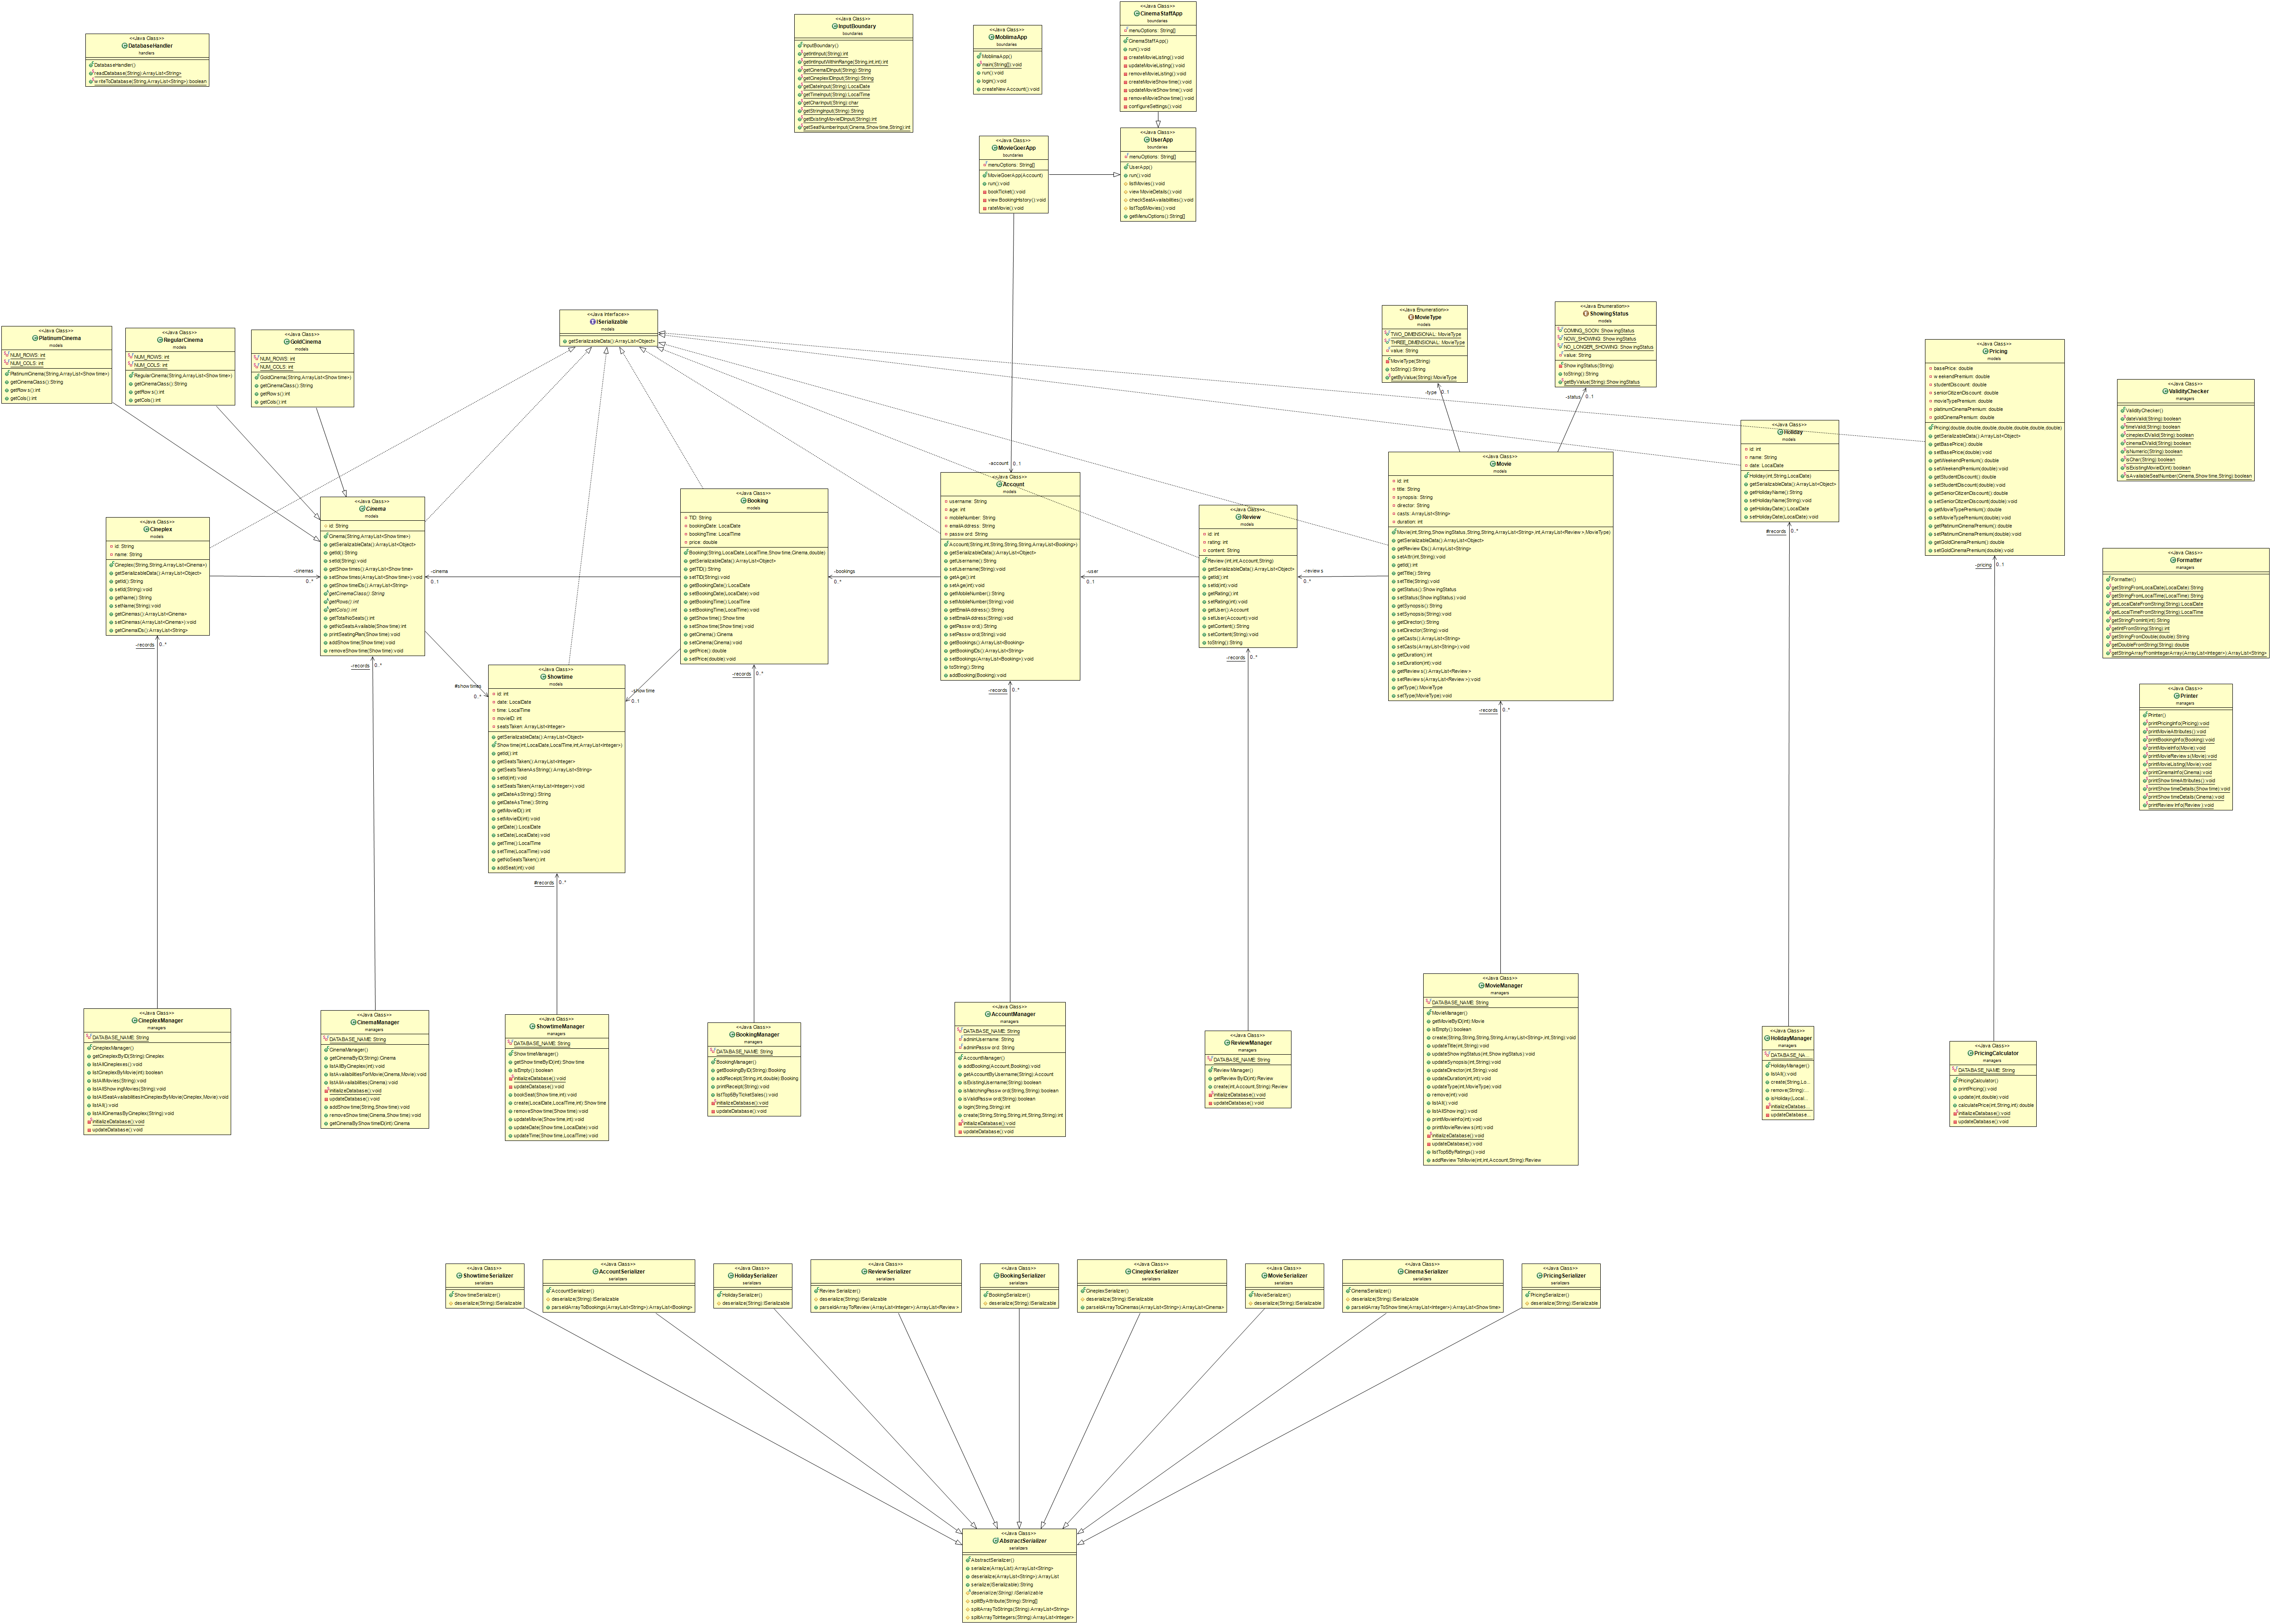 <<Java Class>>
DatabaseHandler
handlers
DatabaseHandler()
readDatabase(String):ArrayList<String>
writeToDatabase(String,ArrayList<String>):boolean
<<Java Class>>
InputBoundary
boundaries
InputBoundary()
getIntInput(String):int
getIntInputWithinRange(String,int,int):int
getCinemaIDInput(String):String
getCineplexIDInput(String):String
getDateInput(String):LocalDate
getTimeInput(String):LocalTime
getCharInput(String):char
getStringInput(String):String
getExistingMovieIDInput(String):int
getSeatNumberInput(Cinema,Showtime,String):int
<<Java Class>>
MoblimaApp
boundaries
MoblimaApp()
main(String[]):void
run():void
login():void
createNewAccount():void
<<Java Class>>
CinemaStaffApp
boundaries
menuOptions: String[]
CinemaStaffApp()
run():void
createMovieListing():void
updateMovieListing():void
removeMovieListing():void
createMovieShowtime():void
updateMovieShowtime():void
removeMovieShowtime():void
configureSettings():void
<<Java Class>>
MovieGoerApp
boundaries
menuOptions: String[]
MovieGoerApp(Account)
run():void
bookTicket():void
viewBookingHistory():void
rateMovie():void
<<Java Class>>
UserApp
boundaries
menuOptions: String[]
UserApp()
run():void
listMovies():void
viewMovieDetails():void
checkSeatAvailabilities():void
listTop5Movies():void
getMenuOptions():String[]
<<Java Class>>
PlatinumCinema
models
NUM_ROWS: int
NUM_COLS: int
PlatinumCinema(String,ArrayList<Showtime>)
getCinemaClass():String
getRows():int
getCols():int
<<Java Class>>
RegularCinema
models
NUM_ROWS: int
NUM_COLS: int
RegularCinema(String,ArrayList<Showtime>)
getCinemaClass():String
getRows():int
getCols():int
<<Java Class>>
GoldCinema
models
NUM_ROWS: int
NUM_COLS: int
GoldCinema(String,ArrayList<Showtime>)
getCinemaClass():String
getRows():int
getCols():int
<<Java Interface>>
ISerializable
models
getSerializableData():ArrayList<Object>
<<Java Enumeration>>
MovieType
models
TWO_DIMENSIONAL: MovieType
THREE_DIMENSIONAL: MovieType
value: String
MovieType(String)
toString():String
getByValue(String):MovieType
-type 0..1
<<Java Enumeration>>
ShowingStatus
models
COMING_SOON: ShowingStatus
NOW_SHOWING: ShowingStatus
NO_LONGER_SHOWING: ShowingStatus
value: String
ShowingStatus(String)
toString():String
getByValue(String):ShowingStatus
-status 0..1
<<Java Class>>
Pricing
models
basePrice: double
weekendPremium: double
studentDiscount: double
seniorCitizenDiscount: double
movieTypePremium: double
platinumCinemaPremium: double
goldCinemaPremium: double
Pricing(double,double,double,double,double,double,double)
getSerializableData():ArrayList<Object>
getBasePrice():double
setBasePrice(double):void
getWeekendPremium():double
setWeekendPremium(double):void
getStudentDiscount():double
setStudentDiscount(double):void
getSeniorCitizenDiscount():double
setSeniorCitizenDiscount(double):void
getMovieTypePremium():double
setMovieTypePremium(double):void
getPlatinumCinemaPremium():double
setPlatinumCinemaPremium(double):void
getGoldCinemaPremium():double
setGoldCinemaPremium(double):void
-pricing 0..1
<<Java Class>>
ValidityChecker
managers
ValidityChecker()
dateValid(String):boolean
timeValid(String):boolean
cineplexIDValid(String):boolean
cinemaIDValid(String):boolean
isNumeric(String):boolean
isChar(String):boolean
isExistingMovieID(int):boolean
isAvailableSeatNumber(Cinema,Showtime,String):boolean
<<Java Class>>
Holiday
models
id: int
name: String
date: LocalDate
Holiday(int,String,LocalDate)
getSerializableData():ArrayList<Object>
getHolidayName():String
setHolidayName(String):void
getHolidayDate():LocalDate
setHolidayDate(LocalDate):void
#records 0..*
<<Java Class>>
Cineplex
models
id: String
name: String
Cineplex(String,String,ArrayList<Cinema>)
getSerializableData():ArrayList<Object>
getId():String
setId(String):void
getName():String
setName(String):void
getCinemas():ArrayList<Cinema>
setCinemas(ArrayList<Cinema>):void
getCinemaIDs():ArrayList<String>
-records 0..*
-cinemas
0..*
<<Java Class>>
Cinema
models
id: String
Cinema(String,ArrayList<Showtime>)
getSerializableData():ArrayList<Object>
getId():String
setId(String):void
getShowtimes():ArrayList<Showtime>
setShowtimes(ArrayList<Showtime>):void
getShowtimeIDs():ArrayList<String>
getCinemaClass():String
getRows():int
getCols():int
getTotalNoSeats():int
getNoSeatsAvailable(Showtime):int
printSeatingPlan(Showtime):void
addShowtime(Showtime):void
removeShowtime(Showtime):void
-records 0..*
-cinema
0..1
#showtimes
0..*
<<Java Class>>
Showtime
models
id: int
date: LocalDate
time: LocalTime
movieID: int
seatsTaken: ArrayList<Integer>
getSerializableData():ArrayList<Object>
Showtime(int,LocalDate,LocalTime,int,ArrayList<Integer>)
getId():int
getSeatsTaken():ArrayList<Integer>
getSeatsTakenAsString():ArrayList<String>
setId(int):void
setSeatsTaken(ArrayList<Integer>):void
getDateAsString():String
getDateAsTime():String
getMovieID():int
setMovieID(int):void
getDate():LocalDate
setDate(LocalDate):void
getTime():LocalTime
setTime(LocalTime):void
getNoSeatsTaken():int
addSeat(int):void
#records 0..*
-showtime
0..1
<<Java Class>>
Booking
models
TID: String
bookingDate: LocalDate
bookingTime: LocalTime
price: double
Booking(String,LocalDate,LocalTime,Showtime,Cinema,double)
getSerializableData():ArrayList<Object>
getTID():String
setTID(String):void
getBookingDate():LocalDate
setBookingDate(LocalDate):void
getBookingTime():LocalTime
setBookingTime(LocalTime):void
getShowtime():Showtime
setShowtime(Showtime):void
getCinema():Cinema
setCinema(Cinema):void
getPrice():double
setPrice(double):void
-records 0..*
-bookings
0..*
-account 0..1
<<Java Class>>
Account
models
username: String
age: int
mobileNumber: String
emailAddress: String
password: String
Account(String,int,String,String,String,ArrayList<Booking>)
getSerializableData():ArrayList<Object>
getUsername():String
setUsername(String):void
getAge():int
setAge(int):void
getMobileNumber():String
setMobileNumber(String):void
getEmailAddress():String
setEmailAddress(String):void
getPassword():String
setPassword(String):void
getBookings():ArrayList<Booking>
getBookingIDs():ArrayList<String>
setBookings(ArrayList<Booking>):void
toString():String
addBooking(Booking):void
-records 0..*
-user
0..1
<<Java Class>>
Review
models
id: int
rating: int
content: String
Review(int,int,Account,String)
getSerializableData():ArrayList<Object>
getId():int
setId(int):void
getRating():int
setRating(int):void
getUser():Account
setUser(Account):void
getContent():String
setContent(String):void
toString():String
-records 0..*
-reviews
0..*
<<Java Class>>
Movie
models
id: int
title: String
synopsis: String
director: String
casts: ArrayList<String>
duration: int
Movie(int,String,ShowingStatus,String,String,ArrayList<String>,int,ArrayList<Review>,MovieType)
getSerializableData():ArrayList<Object>
getReviewIDs():ArrayList<String>
setAttr(int,String):void
getId():int
getTitle():String
setTitle(String):void
getStatus():ShowingStatus
setStatus(ShowingStatus):void
getSynopsis():String
setSynopsis(String):void
getDirector():String
setDirector(String):void
getCasts():ArrayList<String>
setCasts(ArrayList<String>):void
getDuration():int
setDuration(int):void
getReviews():ArrayList<Review>
setReviews(ArrayList<Review>):void
getType():MovieType
setType(MovieType):void
-records 0..*
<<Java Class>>
Formatter
managers
Formatter()
getStringFromLocalDate(LocalDate):String
getStringFromLocalTime(LocalTime):String
getLocalDateFromString(String):LocalDate
getLocalTimeFromString(String):LocalTime
getStringFromInt(int):String
getIntFromString(String):int
getStringFromDouble(double):String
getDoubleFromString(String):double
getStringArrayFromIntegerArray(ArrayList<Integer>):ArrayList<String>
<<Java Class>>
Printer
managers
Printer()
printPricingInfo(Pricing):void
printMovieAttributes():void
printBookingInfo(Booking):void
printMovieInfo(Movie):void
printMovieReviews(Movie):void
printMovieListing(Movie):void
printCinemaInfo(Cinema):void
printShowtimeAttributes():void
printShowtimeDetails(Showtime):void
printShowtimeDetails(Cinema):void
printReviewInfo(Review):void
<<Java Class>>
CineplexManager
managers
DATABASE_NAME: String
CineplexManager()
getCineplexByID(String):Cineplex
listAllCineplexes():void
listCineplexByMovie(int):boolean
listAllMovies(String):void
listAllShowingMovies(String):void
listAllSeatAvailabilitiesInCineplexByMovie(Cineplex,Movie):void
listAll():void
listAllCinemasByCineplex(String):void
initializeDatabase():void
updateDatabase():void
<<Java Class>>
CinemaManager
managers
DATABASE_NAME: String
CinemaManager()
getCinemaByID(String):Cinema
listAllByCineplex(int):void
listAvailabilitiesForMovie(Cinema,Movie):void
listAllAvailabilities(Cinema):void
initializeDatabase():void
updateDatabase():void
addShowtime(String,Showtime):void
removeShowtime(Cinema,Showtime):void
getCinemaByShowtimeID(int):Cinema
<<Java Class>>
ShowtimeManager
managers
DATABASE_NAME: String
ShowtimeManager()
getShowtimeByID(int):Showtime
isEmpty():boolean
initializeDatabase():void
updateDatabase():void
bookSeat(Showtime,int):void
create(LocalDate,LocalTime,int):Showtime
removeShowtime(Showtime):void
updateMovie(Showtime,int):void
updateDate(Showtime,LocalDate):void
updateTime(Showtime,LocalTime):void
<<Java Class>>
BookingManager
managers
DATABASE_NAME: String
BookingManager()
getBookingByID(String):Booking
addReceipt(String,int,double):Booking
printReceipt(String):void
listTop5ByTicketSales():void
initializeDatabase():void
updateDatabase():void
<<Java Class>>
AccountManager
managers
DATABASE_NAME: String
adminUsername: String
adminPassword: String
AccountManager()
addBooking(Account,Booking):void
getAccountByUsername(String):Account
isExistingUsername(String):boolean
isMatchingPassword(String,String):boolean
isValidPassword(String):boolean
login(String,String):int
create(String,String,String,int,String,String):int
initializeDatabase():void
updateDatabase():void
<<Java Class>>
ReviewManager
managers
DATABASE_NAME: String
ReviewManager()
getReviewByID(int):Review
create(int,Account,String):Review
initializeDatabase():void
updateDatabase():void
<<Java Class>>
MovieManager
managers
DATABASE_NAME: String
MovieManager()
getMovieByID(int):Movie
isEmpty():boolean
create(String,String,String,String,ArrayList<String>,int,String):void
updateTitle(int,String):void
updateShowingStatus(int,ShowingStatus):void
updateSynopsis(int,String):void
updateDirector(int,String):void
updateDuration(int,int):void
updateType(int,MovieType):void
remove(int):void
listAll():void
listAllShowing():void
printMovieInfo(int):void
printMovieReviews(int):void
initializeDatabase():void
updateDatabase():void
listTop5ByRatings():void
addReviewToMovie(int,int,Account,String):Review
<<Java Class>>
HolidayManager
managers
DATABASE_NA...
HolidayManager()
listAll():void
create(String,Lo...
remove(String):...
isHoliday(Local...
initializeDatabas...
updateDatabase...
<<Java Class>>
PricingCalculator
managers
DATABASE_NAME: String
PricingCalculator()
printPricing():void
update(int,double):void
calculatePrice(int,String,int):double
initializeDatabase():void
updateDatabase():void
<<Java Class>>
ShowtimeSerializer
serializers
ShowtimeSerializer()
deserialize(String):ISerializable
<<Java Class>>
AccountSerializer
serializers
AccountSerializer()
deserialize(String):ISerializable
parseIdArrayToBookings(ArrayList<String>):ArrayList<Booking>
<<Java Class>>
HolidaySerializer
serializers
HolidaySerializer()
deserialize(String):ISerializable
<<Java Class>>
ReviewSerializer
serializers
ReviewSerializer()
deserialize(String):ISerializable
parseIdArrayToReview(ArrayList<Integer>):ArrayList<Review>
<<Java Class>>
BookingSerializer
serializers
BookingSerializer()
deserialize(String):ISerializable
<<Java Class>>
CineplexSerializer
serializers
CineplexSerializer()
deserialize(String):ISerializable
parseIdArrayToCinemas(ArrayList<String>):ArrayList<Cinema>
<<Java Class>>
MovieSerializer
serializers
MovieSerializer()
deserialize(String):ISerializable
<<Java Class>>
CinemaSerializer
serializers
CinemaSerializer()
deserialize(String):ISerializable
parseIdArrayToShowtime(ArrayList<Integer>):ArrayList<Showtime>
<<Java Class>>
PricingSerializer
serializers
PricingSerializer()
deserialize(String):ISerializable
<<Java Class>>
AbstractSerializer
serializers
AbstractSerializer()
serialize(ArrayList):ArrayList<String>
deserialize(ArrayList<String>):ArrayList
serialize(ISerializable):String
deserialize(String):ISerializable
splitByAttribute(String):String[]
splitArrayToStrings(String):ArrayList<String>
splitArrayToIntegers(String):ArrayList<Integer>